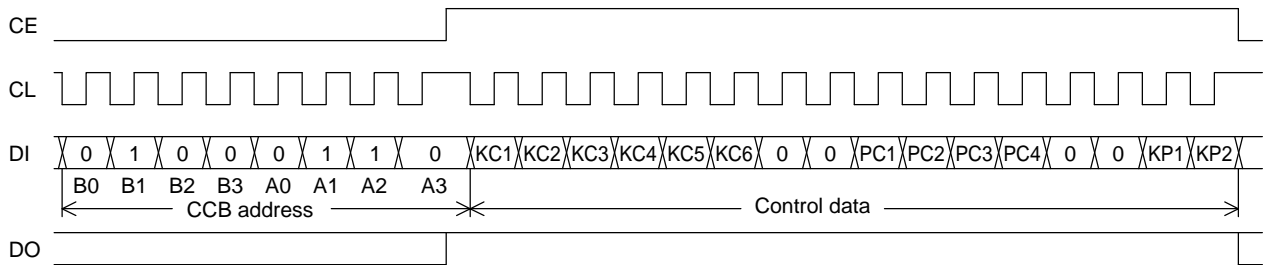 CE
CL
DI 0 1 0 0 0 1 1 0 KC1 KC2 KC3 KC4 KC5 KC6 0 0 PC1 PC2 PC3 PC4 0 0 KP1 KP2
B0 B1 B2 B3 A0 A1 A2 A3
CCB address Control data
DO